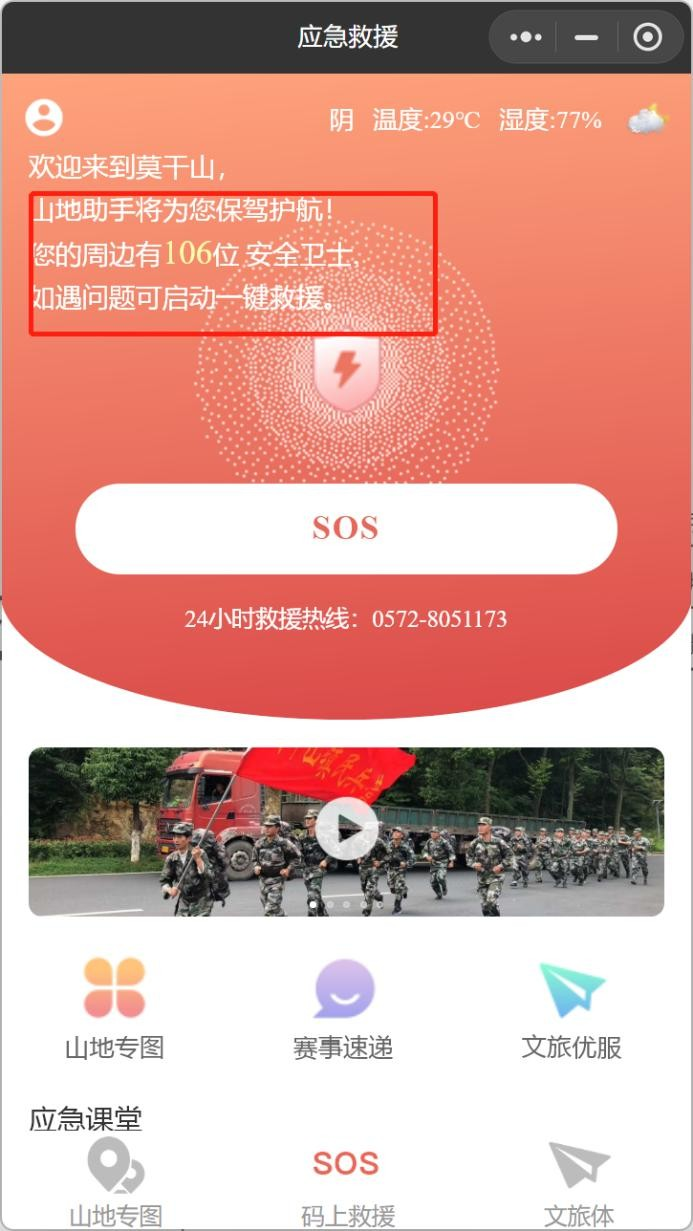 应急救援
阴 温度:29℃ 湿度:77%
欢迎来到莫干山，
山地助手将为您保驾护航！
您的周边有106位 安全卫士，
如遇问题可启动一键救援。
SOS
24小时救援热线：0572-8051173
山镇民兵
山地专图 赛事速递 文旅优服
应急课堂
SOS
山地专图 码上救援 文旅体